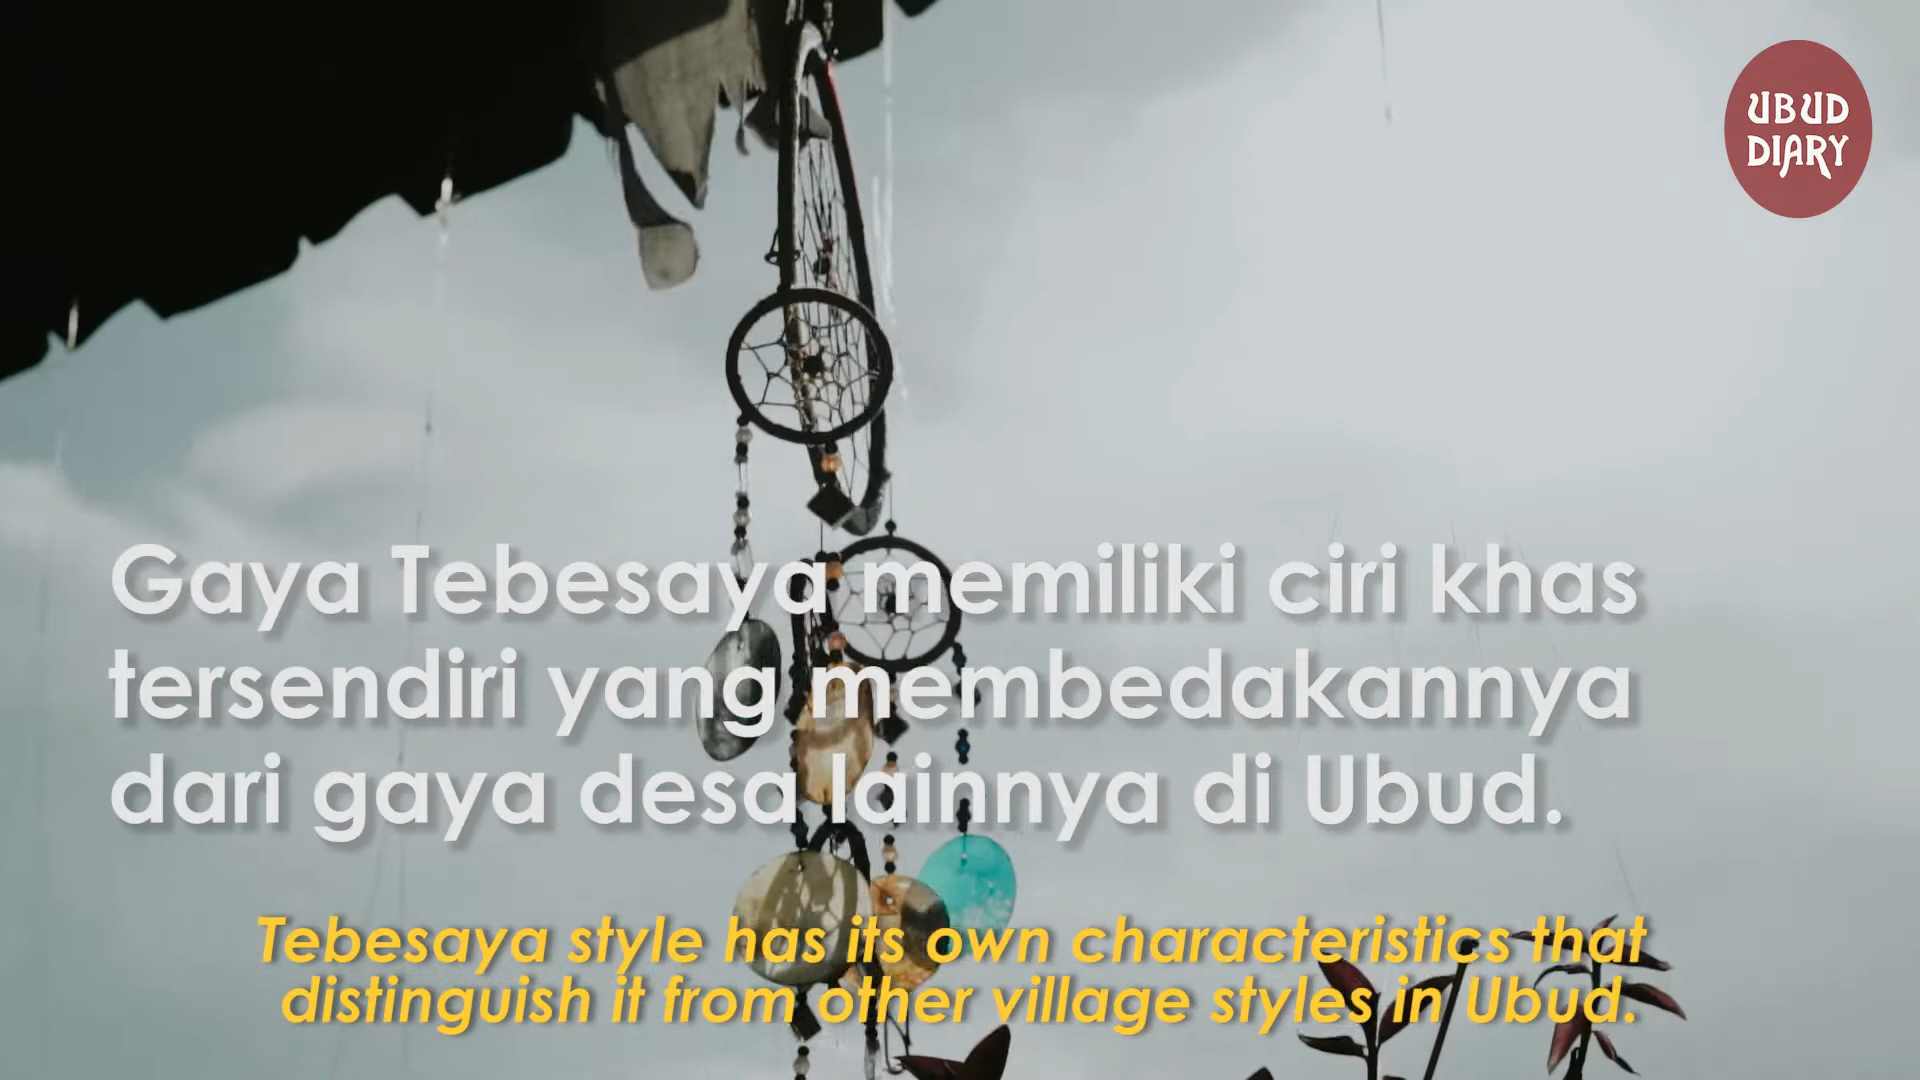 UBUD
DIARY
Gaya Tebesaya memiliki ciri khas
tersendiri yang membedakannya
dari gaya desa lainnya di Ubud.
Tebesaya style has its own characteristics that
distinguish it from other village styles in Ubud.